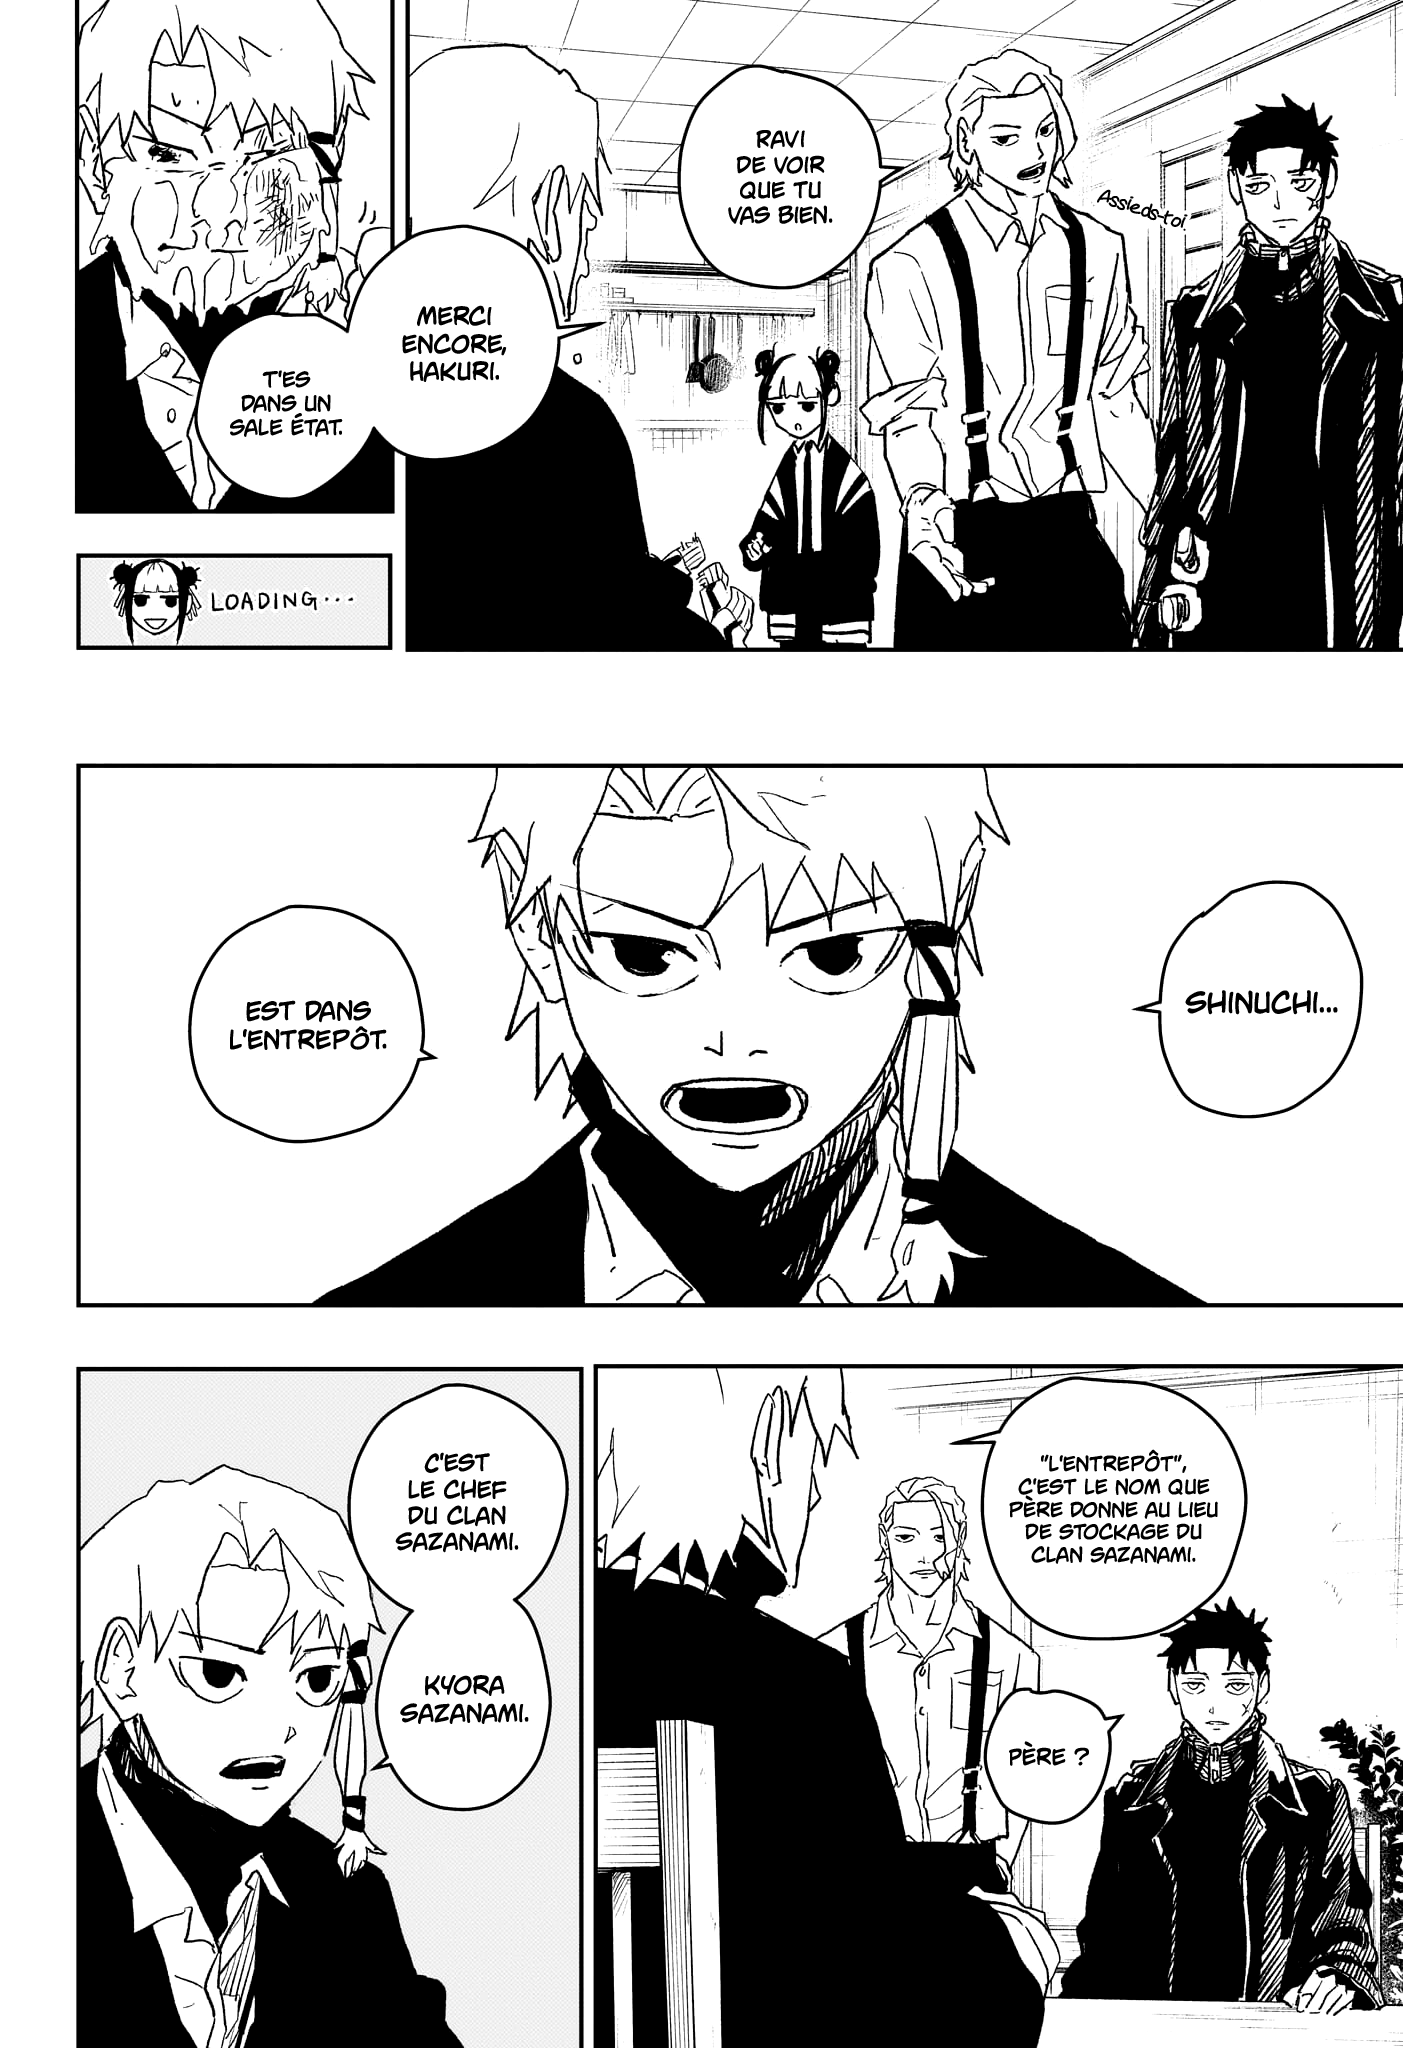 RAVI
DE VOIR
QUE TU
VAS BIEN.
Assieds-toi.
MERCI
ENCORE,
HAKURI.
T'ES
DANS UN
SALE ÉTAT.
LOADING...
SHINUCHI...
EST DANS
L'ENTREPÔT.
"L'ENTREPÔT",
C'EST LE NOM QUE
PÈRE DONNE AU LIEU
DE STOCKAGE DU
CLAN SAZANAMI.
PÈRE ?
C'EST
LE CHEF
DU CLAN
SAZANAMI.
KYORA
SAZANAMI.